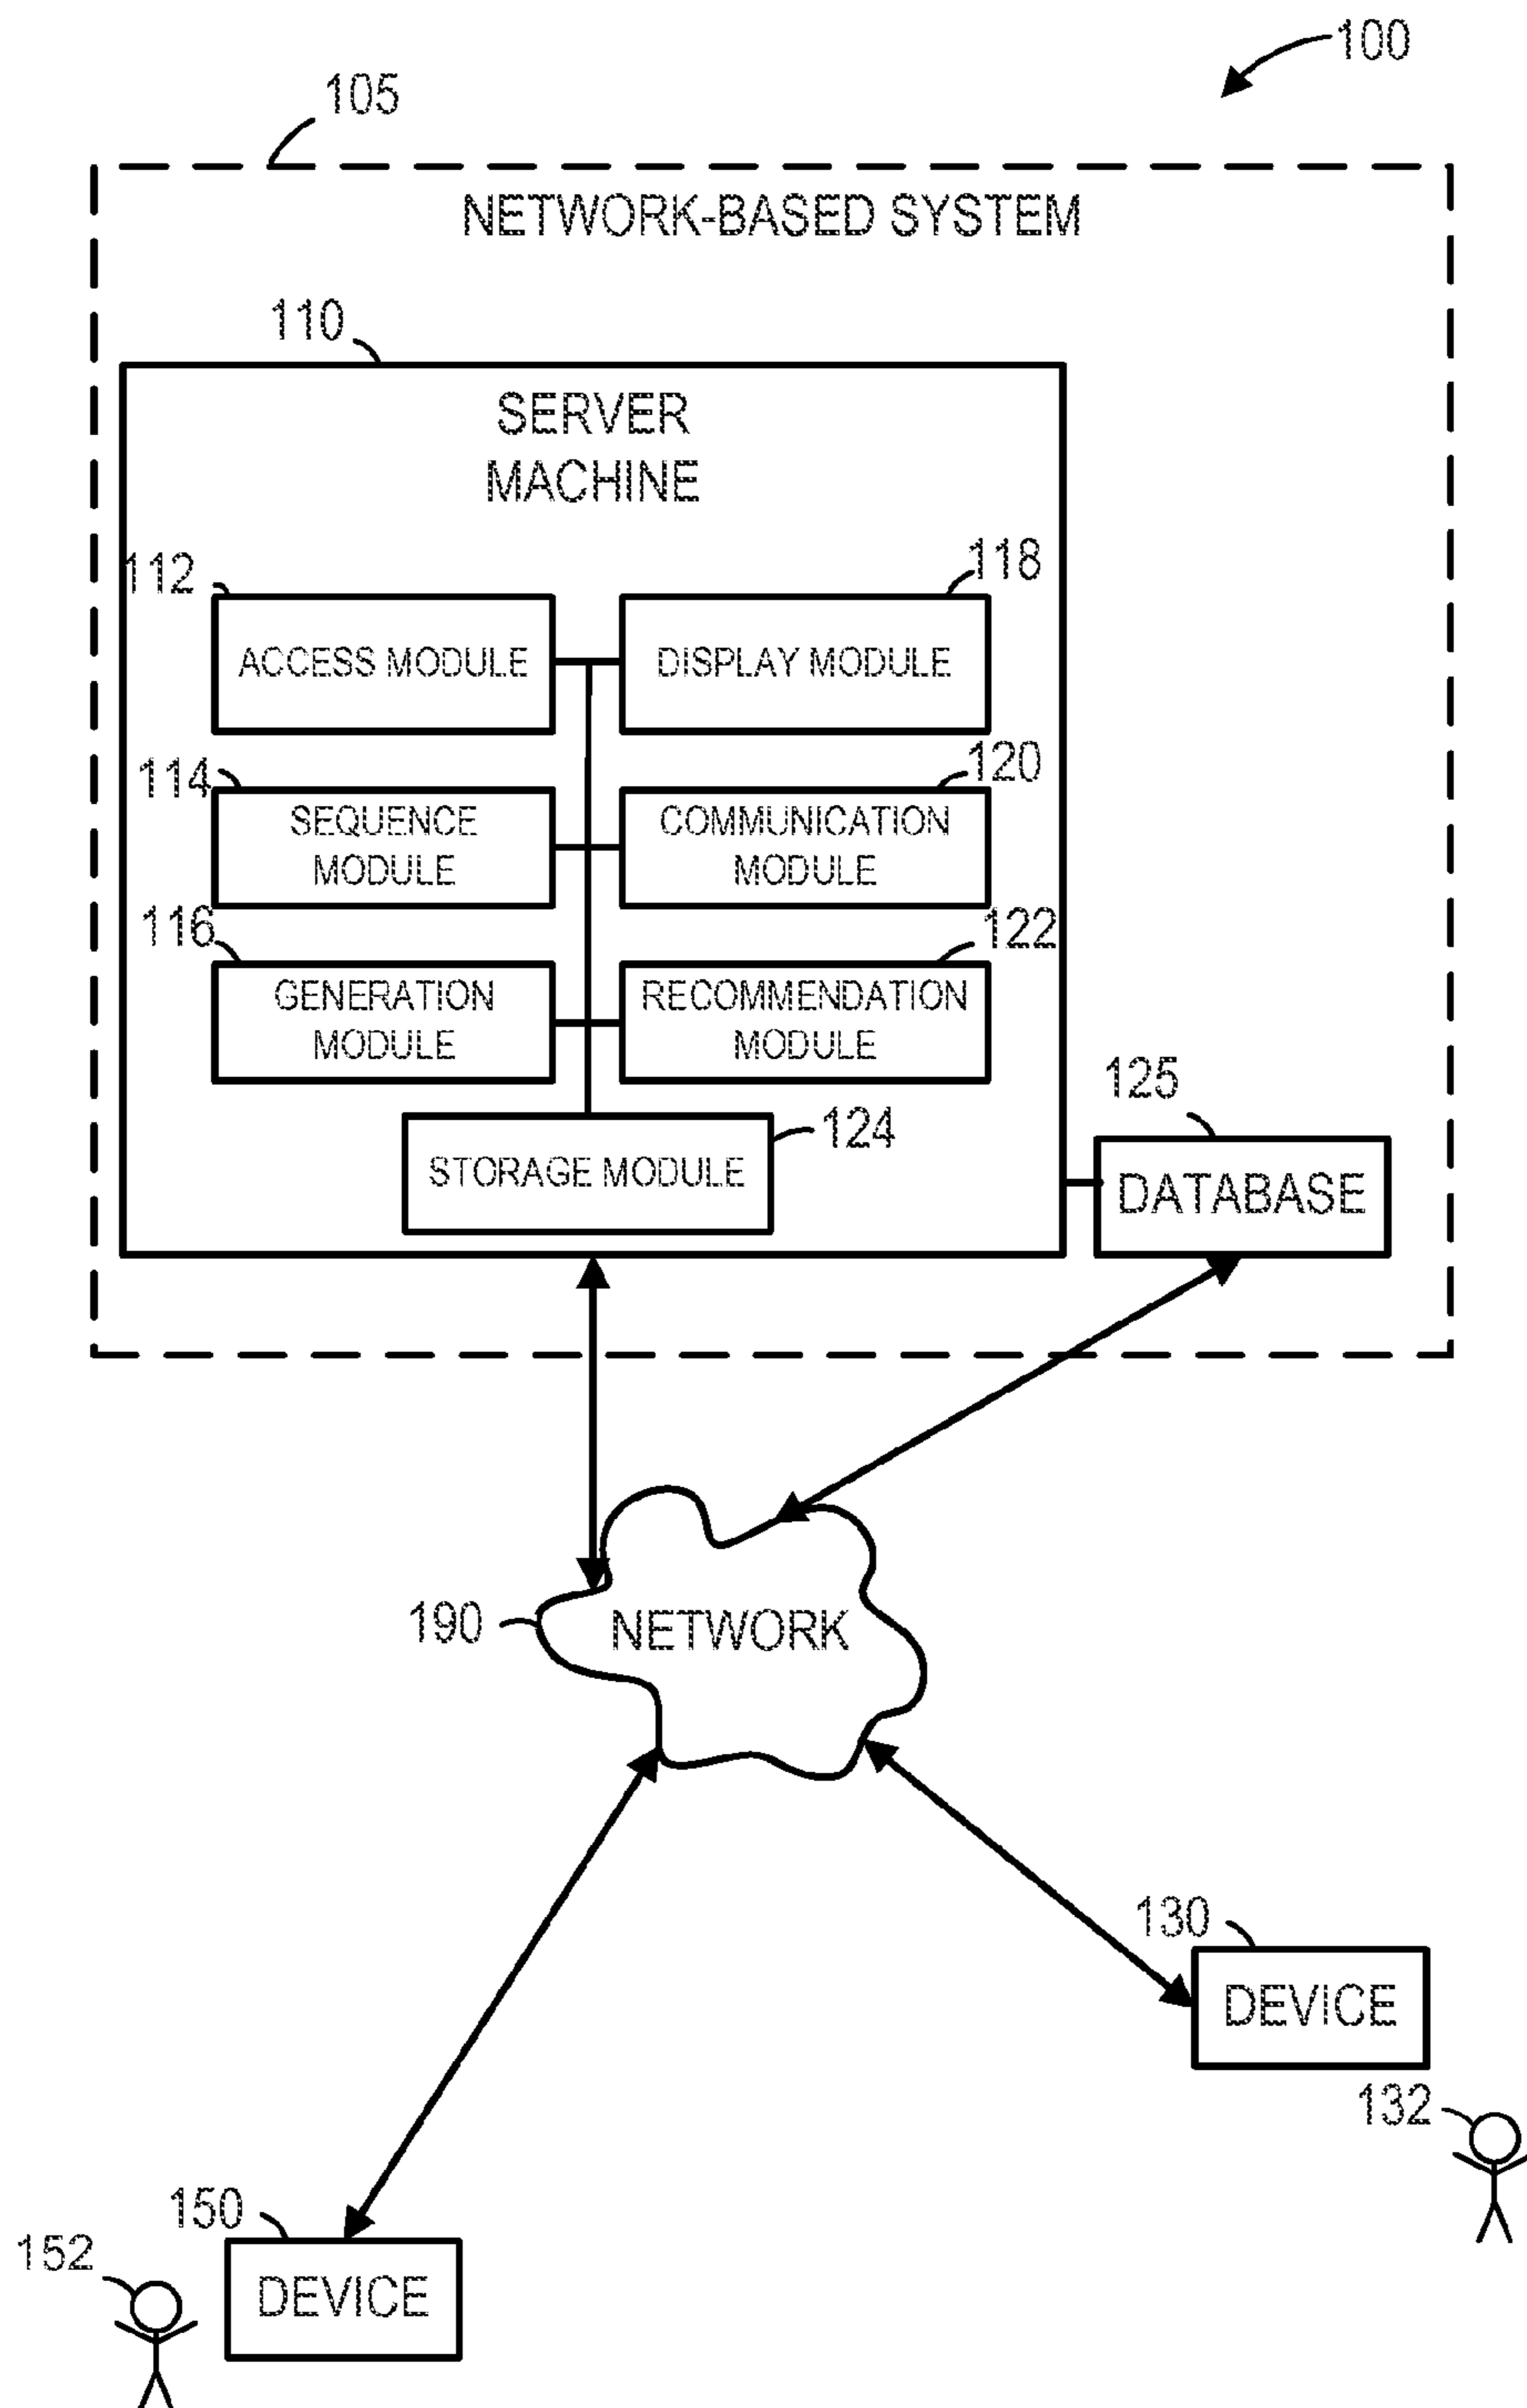 100
105
NETWORK-BASED SYSTEM
110
SERVER
MACHINE
112
118
ACCESS MODULE
DISPLAY MODULE
114
120
SEQUENCE
MODULE
COMMUNICATION
MODULE
116
122
GENERATION
MODULE
RECOMMENDATION
MODULE
125
124
STORAGE MODULE
DATABASE
190
NETWORK
130
DEVICE
132
150
152
DEVICE